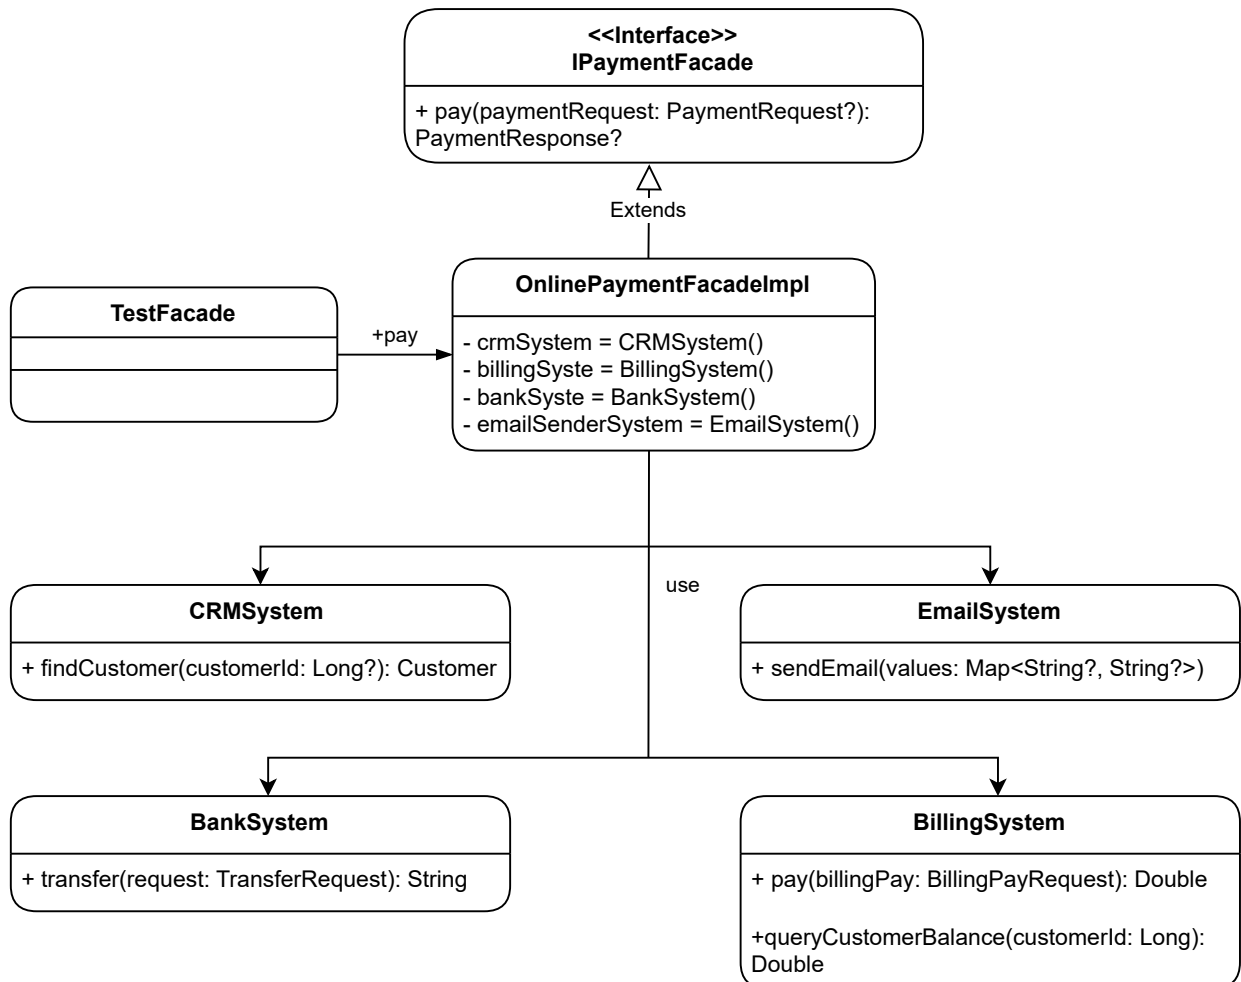 <<Interface>>
IPaymentFacade
+ pay(paymentRequest: PaymentRequest?):
PaymentResponse?
Extends
OnlinePaymentFacadeImpl
- crmSystem = CRMSystem()
- billingSyste = BillingSystem()
- bankSyste = BankSystem()
- emailSenderSystem = EmailSystem()
TestFacade
+pay
use
CRMSystem
+ findCustomer(customerId: Long?): Customer
EmailSystem
+ sendEmail(values: Map<String?, String?>)
BankSystem
+ transfer(request: TransferRequest): String
BillingSystem
+ pay(billingPay: BillingPayRequest): Double
+queryCustomerBalance(customerId: Long):
Double